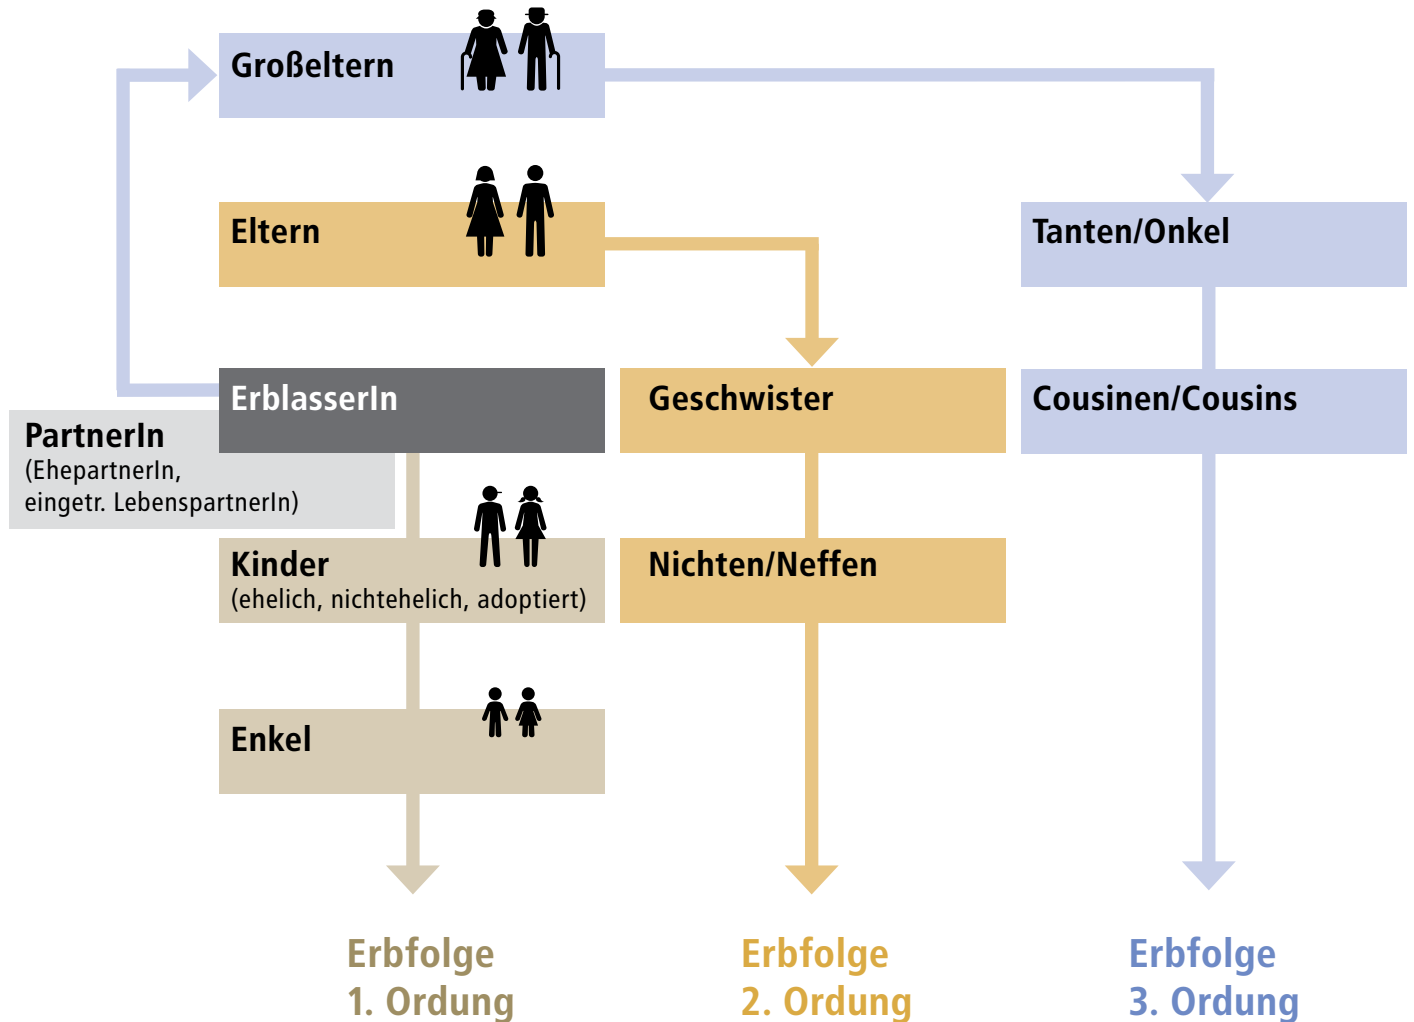 Großeltern
Eltern
Tanten/Onkel
ErblasserIn
Geschwister
Cousinen/Cousins
PartnerIn
(EhepartnerIn,
eingetr. LebenspartnerIn)
Kinder
(ehelich, nichtehelich, adoptiert)
Nichten/Neffen
Enkel
Erbfolge
1. Ordung
Erbfolge
2. Ordung
Erbfolge
3. Ordung